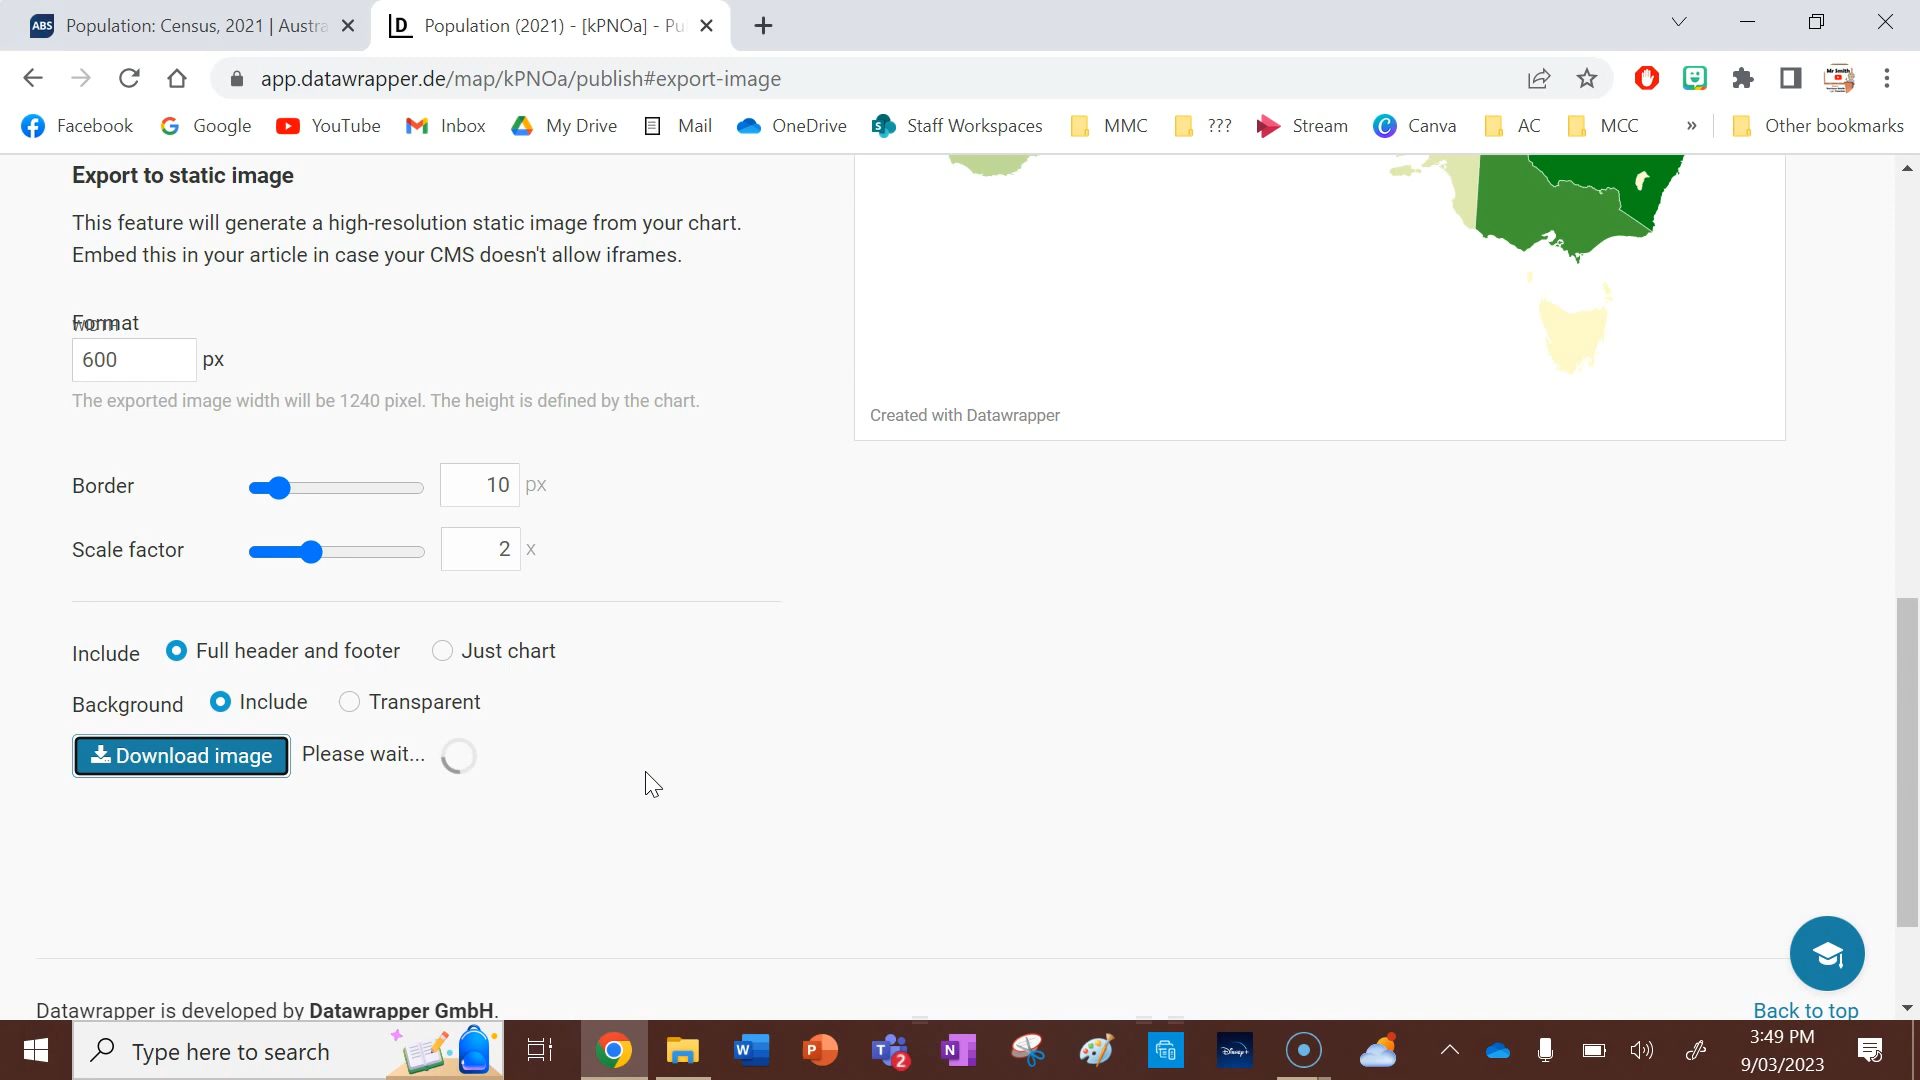 ABS Population: Census, 2021 | Austra
D Population (2021) - [kPNOa] - Pu
app.datawrapper.de/map/kPNOa/publish#export-image
Facebook Google YouTube Inbox My Drive Mail OneDrive Staff Workspaces MMC ??? Stream Canva AC MCC » Other bookmarks
Export to static image
This feature will generate a high-resolution static image from your chart.
Embed this in your article in case your CMS doesn't allow iframes.
Format
WIDTH
600 px
The exported image width will be 1240 pixel. The height is defined by the chart.
Border 10 px
Scale factor 2 x
Include Full header and footer Just chart
Background Include Transparent
Download image Please wait...
Created with Datawrapper
Datawrapper is developed by Datawrapper GmbH.
Back to top
Type here to search
2
Disney+
3:49 PM
9/03/2023